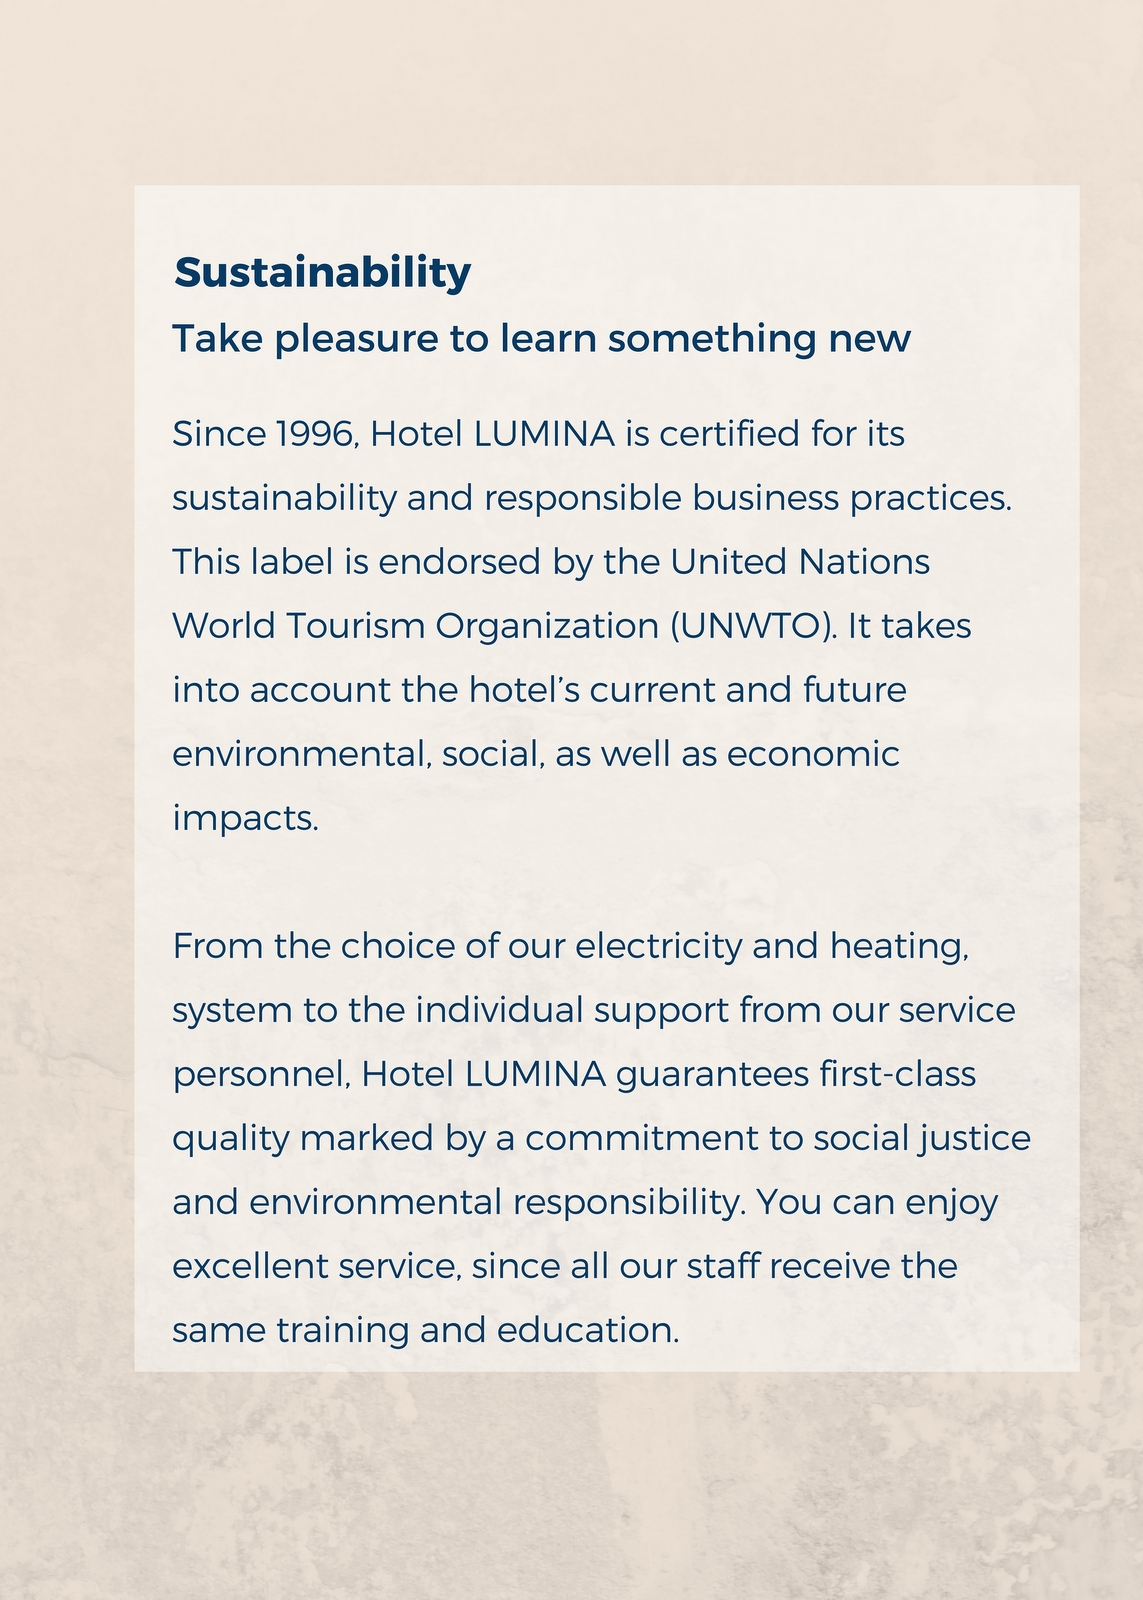 Sustainability
Take pleasure to learn something new
Since 1996, Hotel LUMINA is certified for its
sustainability and responsible business practices.
This label is endorsed by the United Nations
World Tourism Organization (UNWTO). It takes
into account the hotel’s current and future
environmental, social, as well as economic
impacts.
From the choice of our electricity and heating,
system to the individual support from our service
personnel, Hotel LUMINA guarantees first-class
quality marked by a commitment to social justice
and environmental responsibility. You can enjoy
excellent service, since all our staff receive the
same training and education.